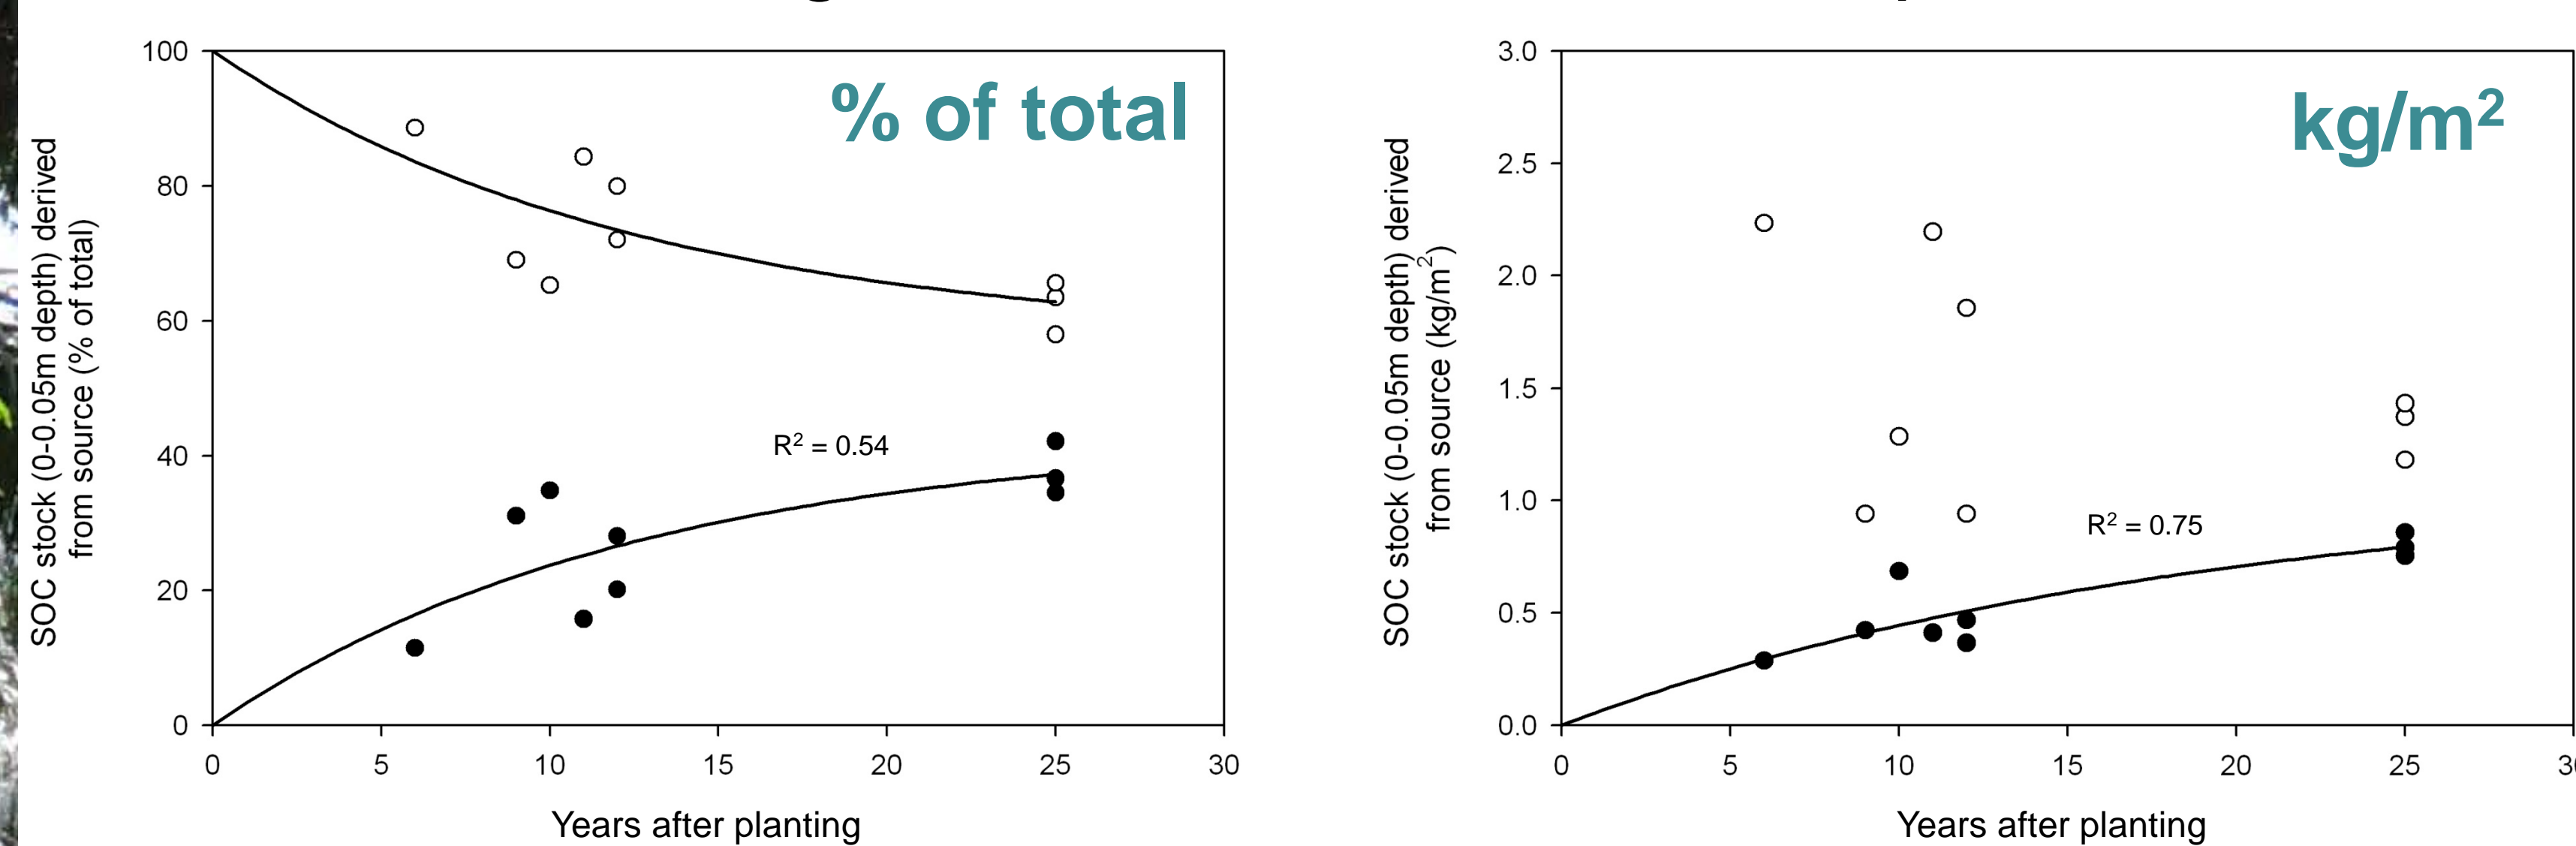 % of total
SOC stock (0-0.05m depth) derived
from source (% of total)
100
80
60
40
20
0
R² = 0.54
0 5 10 15 20 25 30
Years after planting
kg/m²
SOC stock (0-0.05m depth) derived
from source (kg/m²)
3.0
2.5
2.0
1.5
1.0
0.5
0.0
R² = 0.75
0 5 10 15 20 25
Years after planting